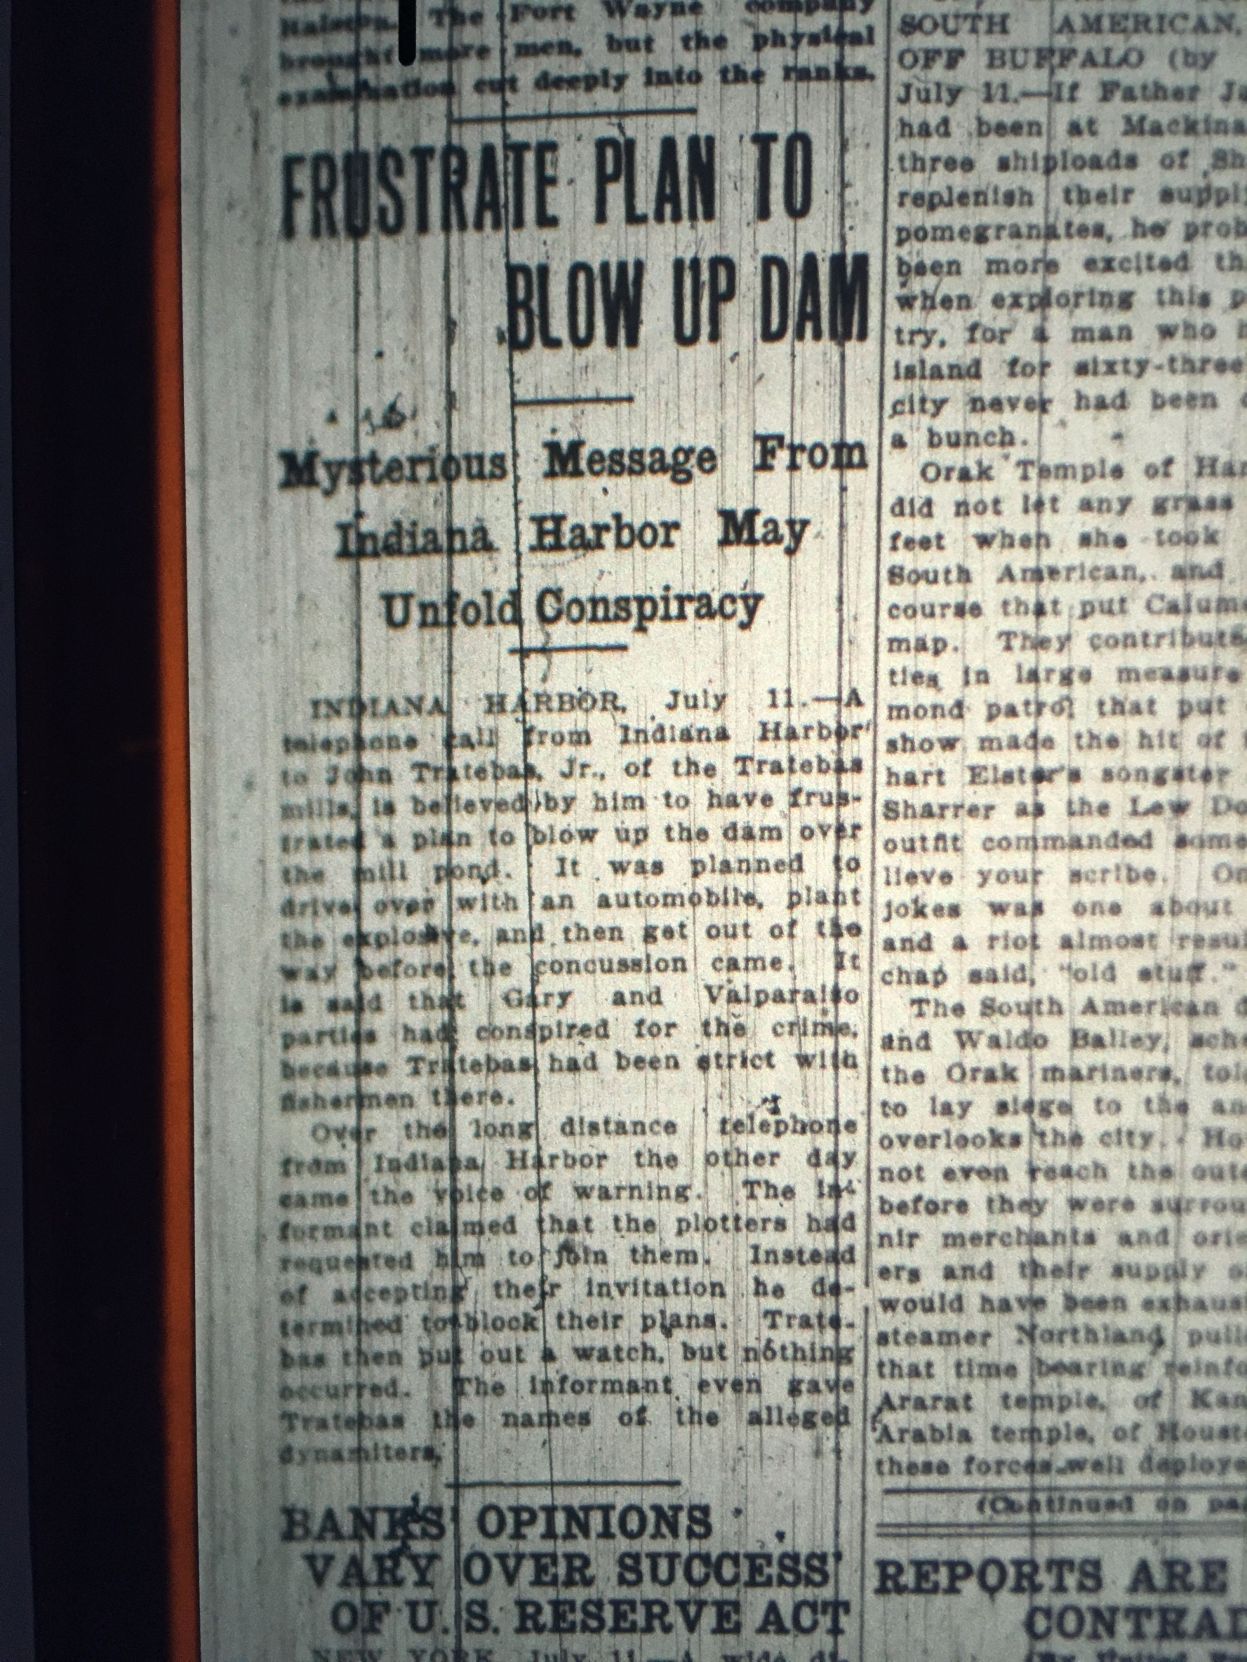 The Fort Wayne company
brought more men, but the physical
examination cut deeply into the ranks.
FRUSTRATE PLAN TO
BLOW UP DAM
Mysterious Message From
Indiana Harbor May
Unfold Conspiracy
INDIANA HARBOR, July 11.—A
telephone call from Indiana Harbor
to John Tratebas, Jr., of the Tratebas
mills, is believed by him to have frus-
trated a plan to blow up the dam over
the mill pond. It was planned to
drive over with an automobile, plant
the explosive, and then get out of the
way before the concussion came. It
is said that Gary and Valparaiso
parties had conspired for the crime,
because Tratebas had been strict with
fishermen there.
Over the long distance telephone
from Indiana Harbor the other day
came the voice of warning. The in-
formant claimed that the plotters had
requested him to join them. Instead
of accepting their invitation he de-
termined to block their plans. Trate-
bas then put out a watch, but nothing
occurred. The informant even gave
Tratebas the names of the alleged
dynamiters.
BANKS' OPINIONS
VARY OVER SUCCESS
OF U. S. RESERVE ACT
NEW YORK, July 11.—A wide di-
SOUTH AMERICAN,
OFF BUFFALO (by
July 11.—If Father
had been at
three shiploads of
replenish their
pomegranates, he
been more excited
when exploring this
try, for a man who
island for sixty-three
city never had been
a bunch.
Orak Temple of
did not let any grass
feet when she took
South American, and
course that put
map. They
ties in large measure
mond patrol that put
show made the hit of
hart Elster's songster
Sharrer as the Lew
outfit commanded
lieve your scribe.
jokes was one about
and a riot almost
chap said, "old stuff."
The South American
and Waldo Bailey,
the Orak mariners,
to lay siege to the
overlooks the city.
not even reach the
before they were
nir merchants and
ers and their supply
would have been
steamer Northland
that time bearing
Ararat temple, of
Arabia temple, of
these forces well
(Continued on
REPORTS ARE
CONTRAD